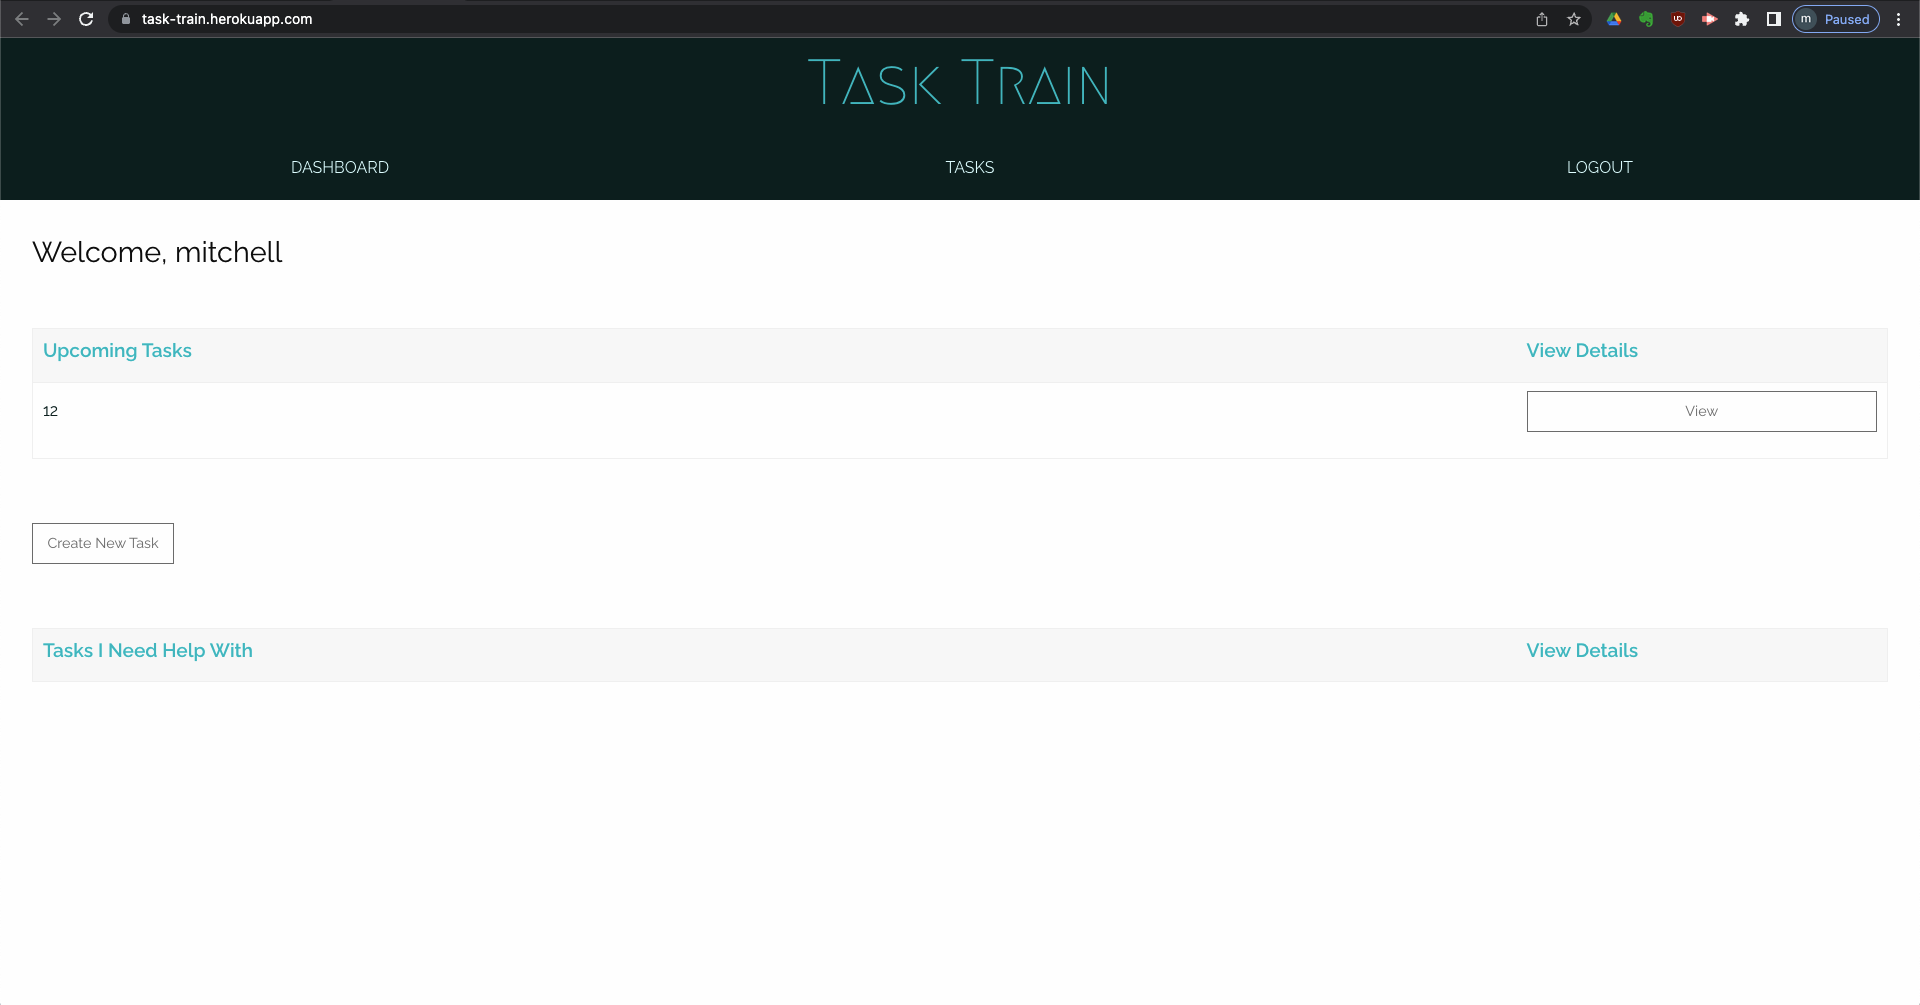 task-train.herokuapp.com
UD
m Paused
TASK TRAIN
DASHBOARD TASKS LOGOUT
Welcome, mitchell
Upcoming Tasks View Details
12 View
Create New Task
Tasks I Need Help With View Details